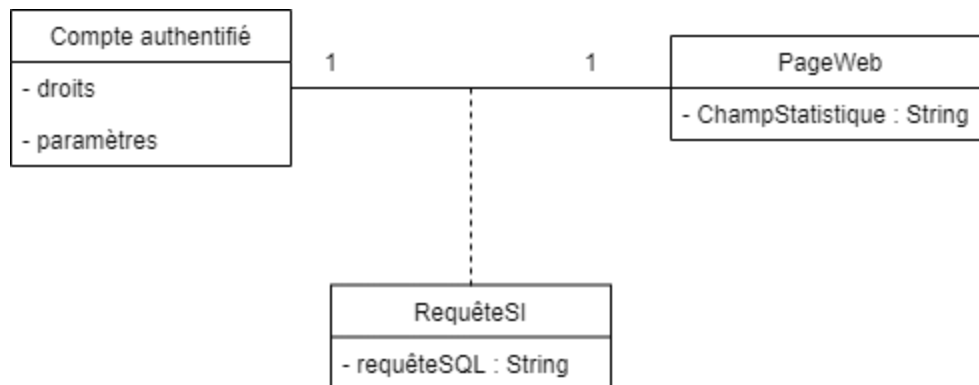 Compte authentifié
- droits
- paramètres
1
1
PageWeb
- ChampStatistique : String
RequêteSI
- requêteSQL : String